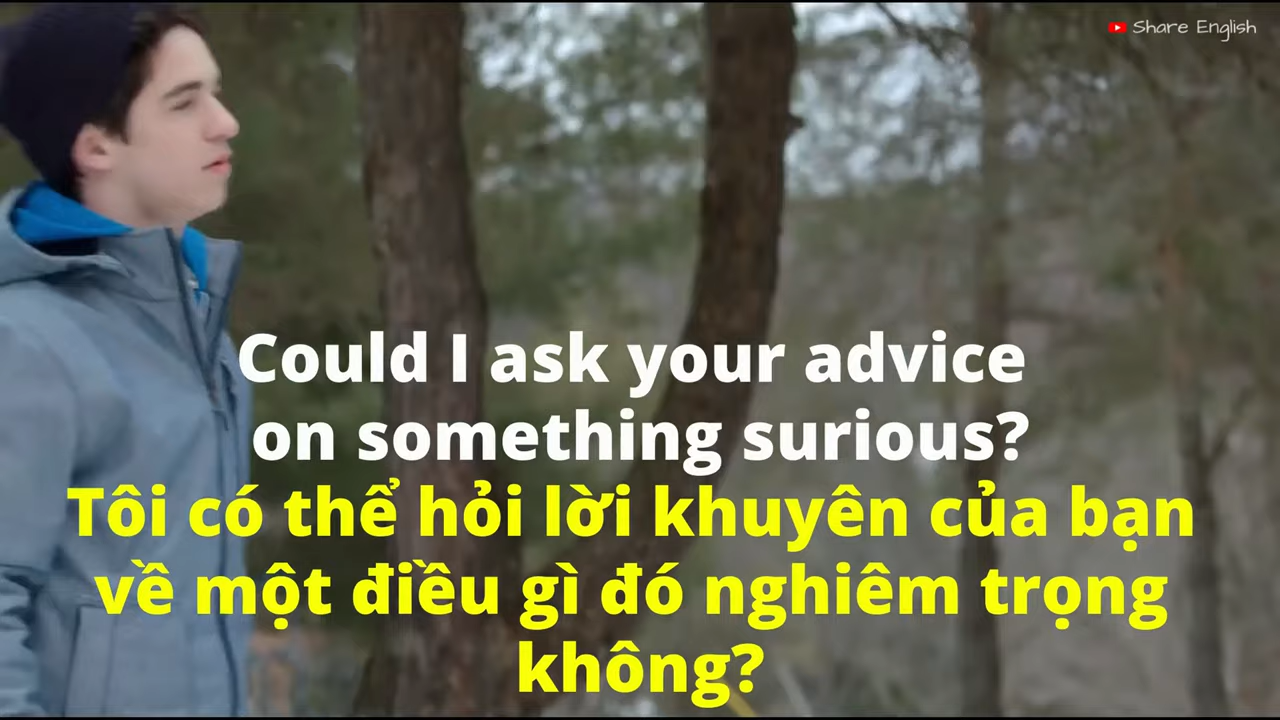 Share English
Could I ask your advice
on something surious?
Tôi có thể hỏi lời khuyên của bạn
về một điều gì đó nghiêm trọng
không?